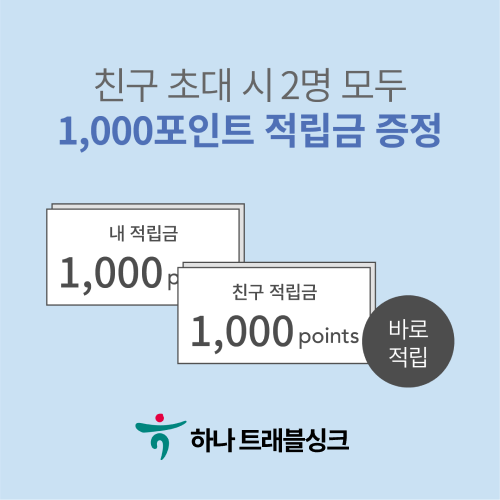 친구 초대 시 2명 모두
1,000포인트 적립금 증정
내 적립금
1,000 p
친구 적립금
1,000 points
바로
적립
하나 트래블싱크